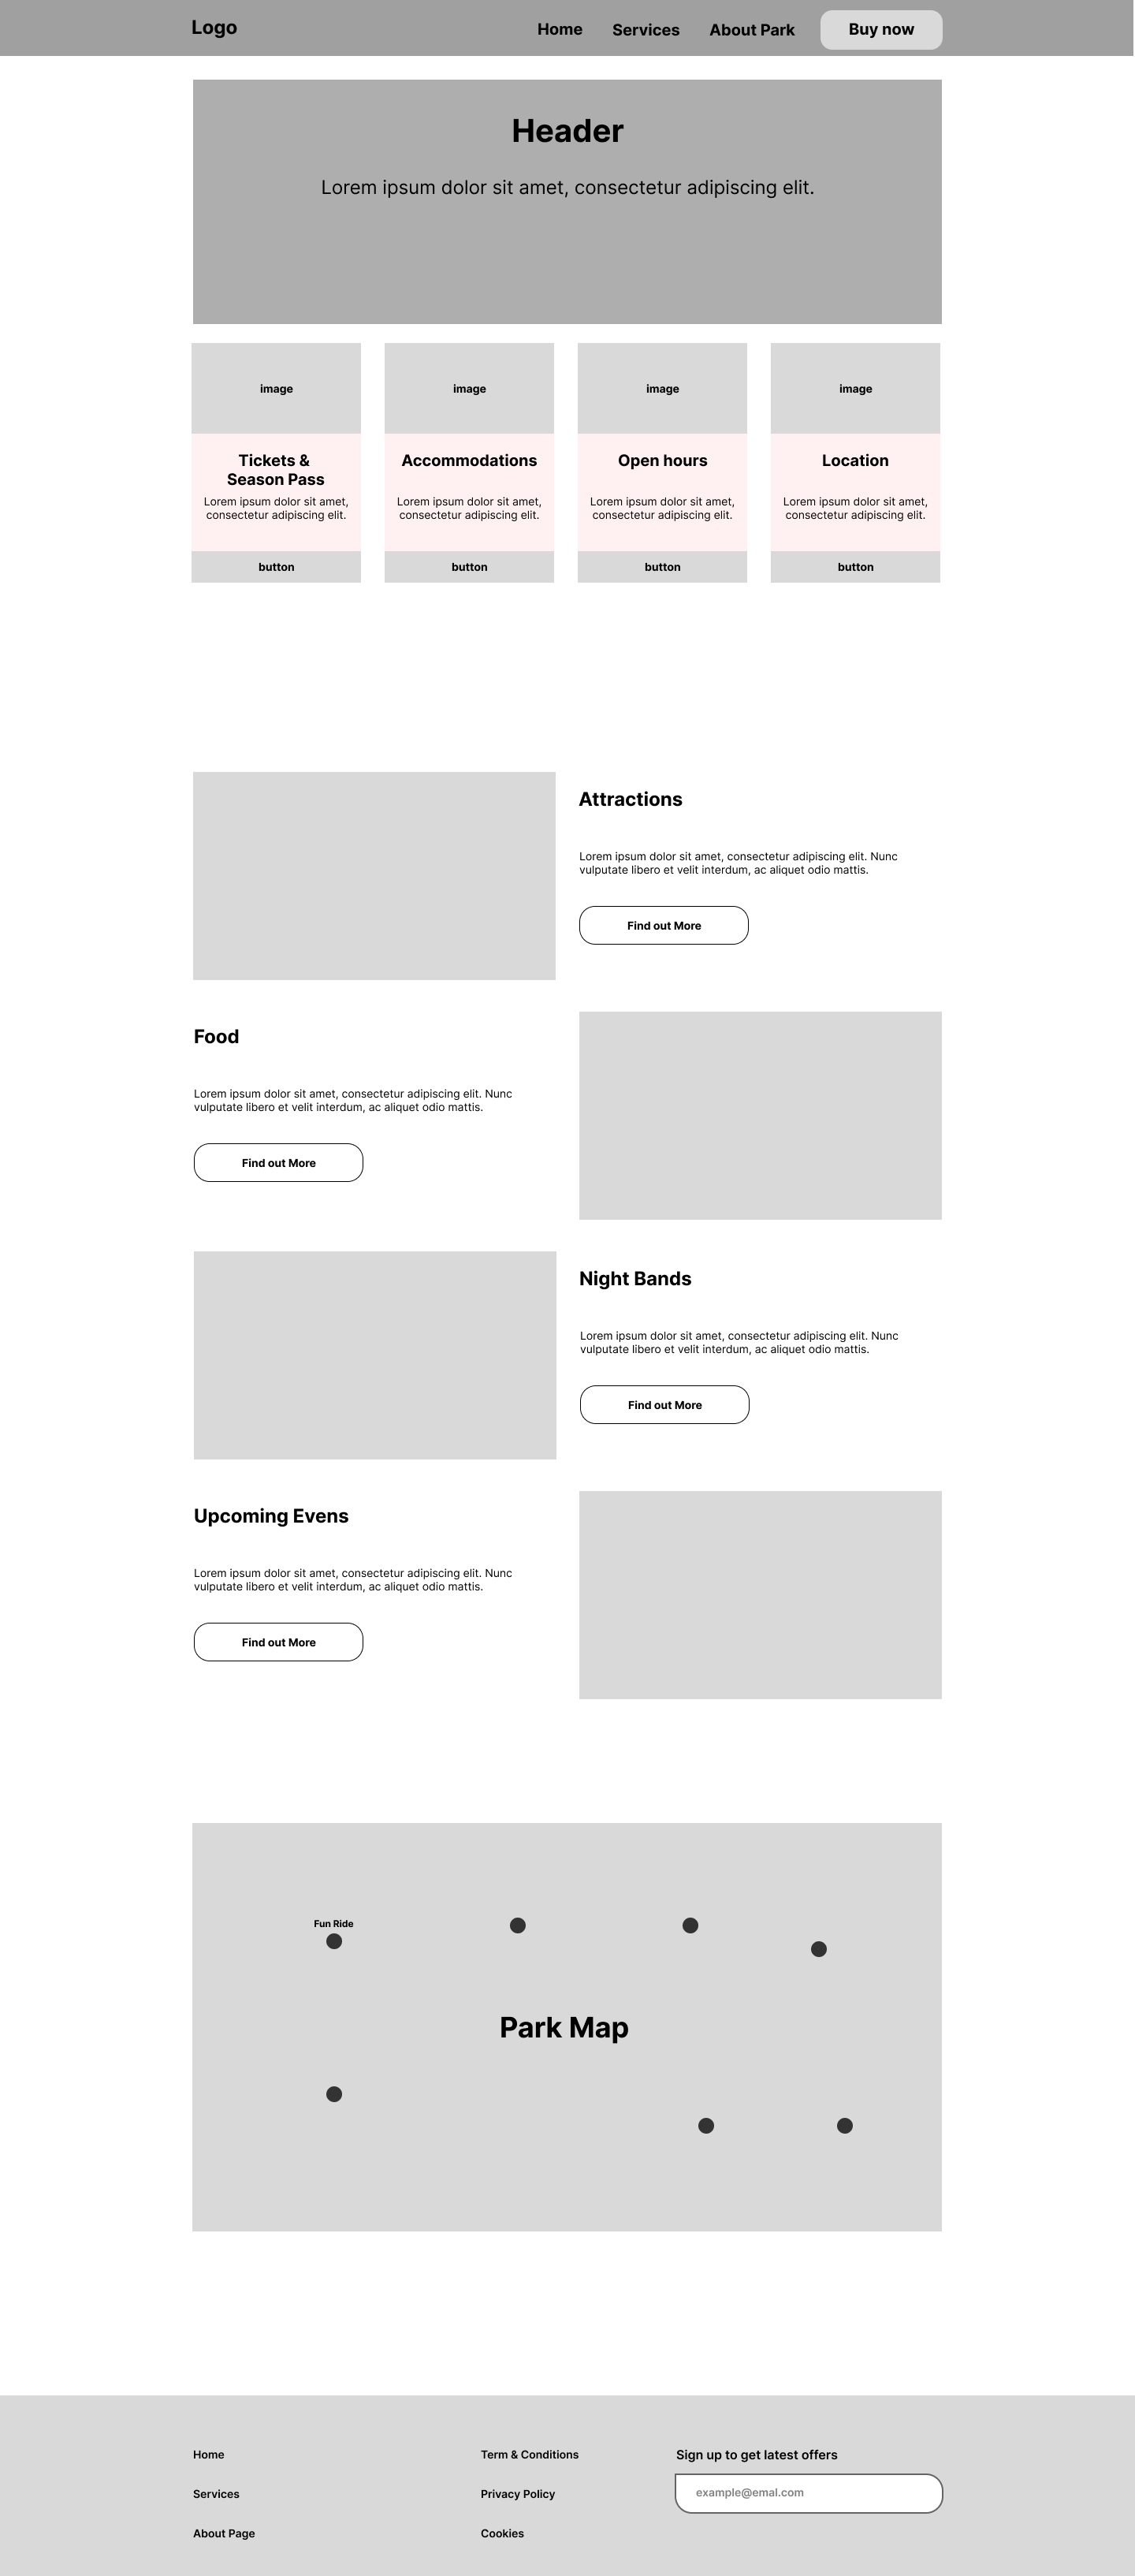 Logo
Home
Services
About Park
Buy now
Header
Lorem ipsum dolor sit amet, consectetur adipiscing elit.
image
image
image
image
Tickets &
Season Pass
Lorem ipsum dolor sit amet,
consectetur adipiscing elit.
button
Accommodations
Lorem ipsum dolor sit amet,
consectetur adipiscing elit.
button
Open hours
Lorem ipsum dolor sit amet,
consectetur adipiscing elit.
button
Location
Lorem ipsum dolor sit amet,
consectetur adipiscing elit.
button
Attractions
Lorem ipsum dolor sit amet, consectetur adipiscing elit. Nunc
vulputate libero et velit interdum, ac aliquet odio mattis.
Find out More
Food
Lorem ipsum dolor sit amet, consectetur adipiscing elit. Nunc
vulputate libero et velit interdum, ac aliquet odio mattis.
Find out More
Night Bands
Lorem ipsum dolor sit amet, consectetur adipiscing elit. Nunc
vulputate libero et velit interdum, ac aliquet odio mattis.
Find out More
Upcoming Evens
Lorem ipsum dolor sit amet, consectetur adipiscing elit. Nunc
vulputate libero et velit interdum, ac aliquet odio mattis.
Find out More
Fun Ride
Park Map
Home
Services
About Page
Term & Conditions
Privacy Policy
Cookies
Sign up to get latest offers
example@emal.com